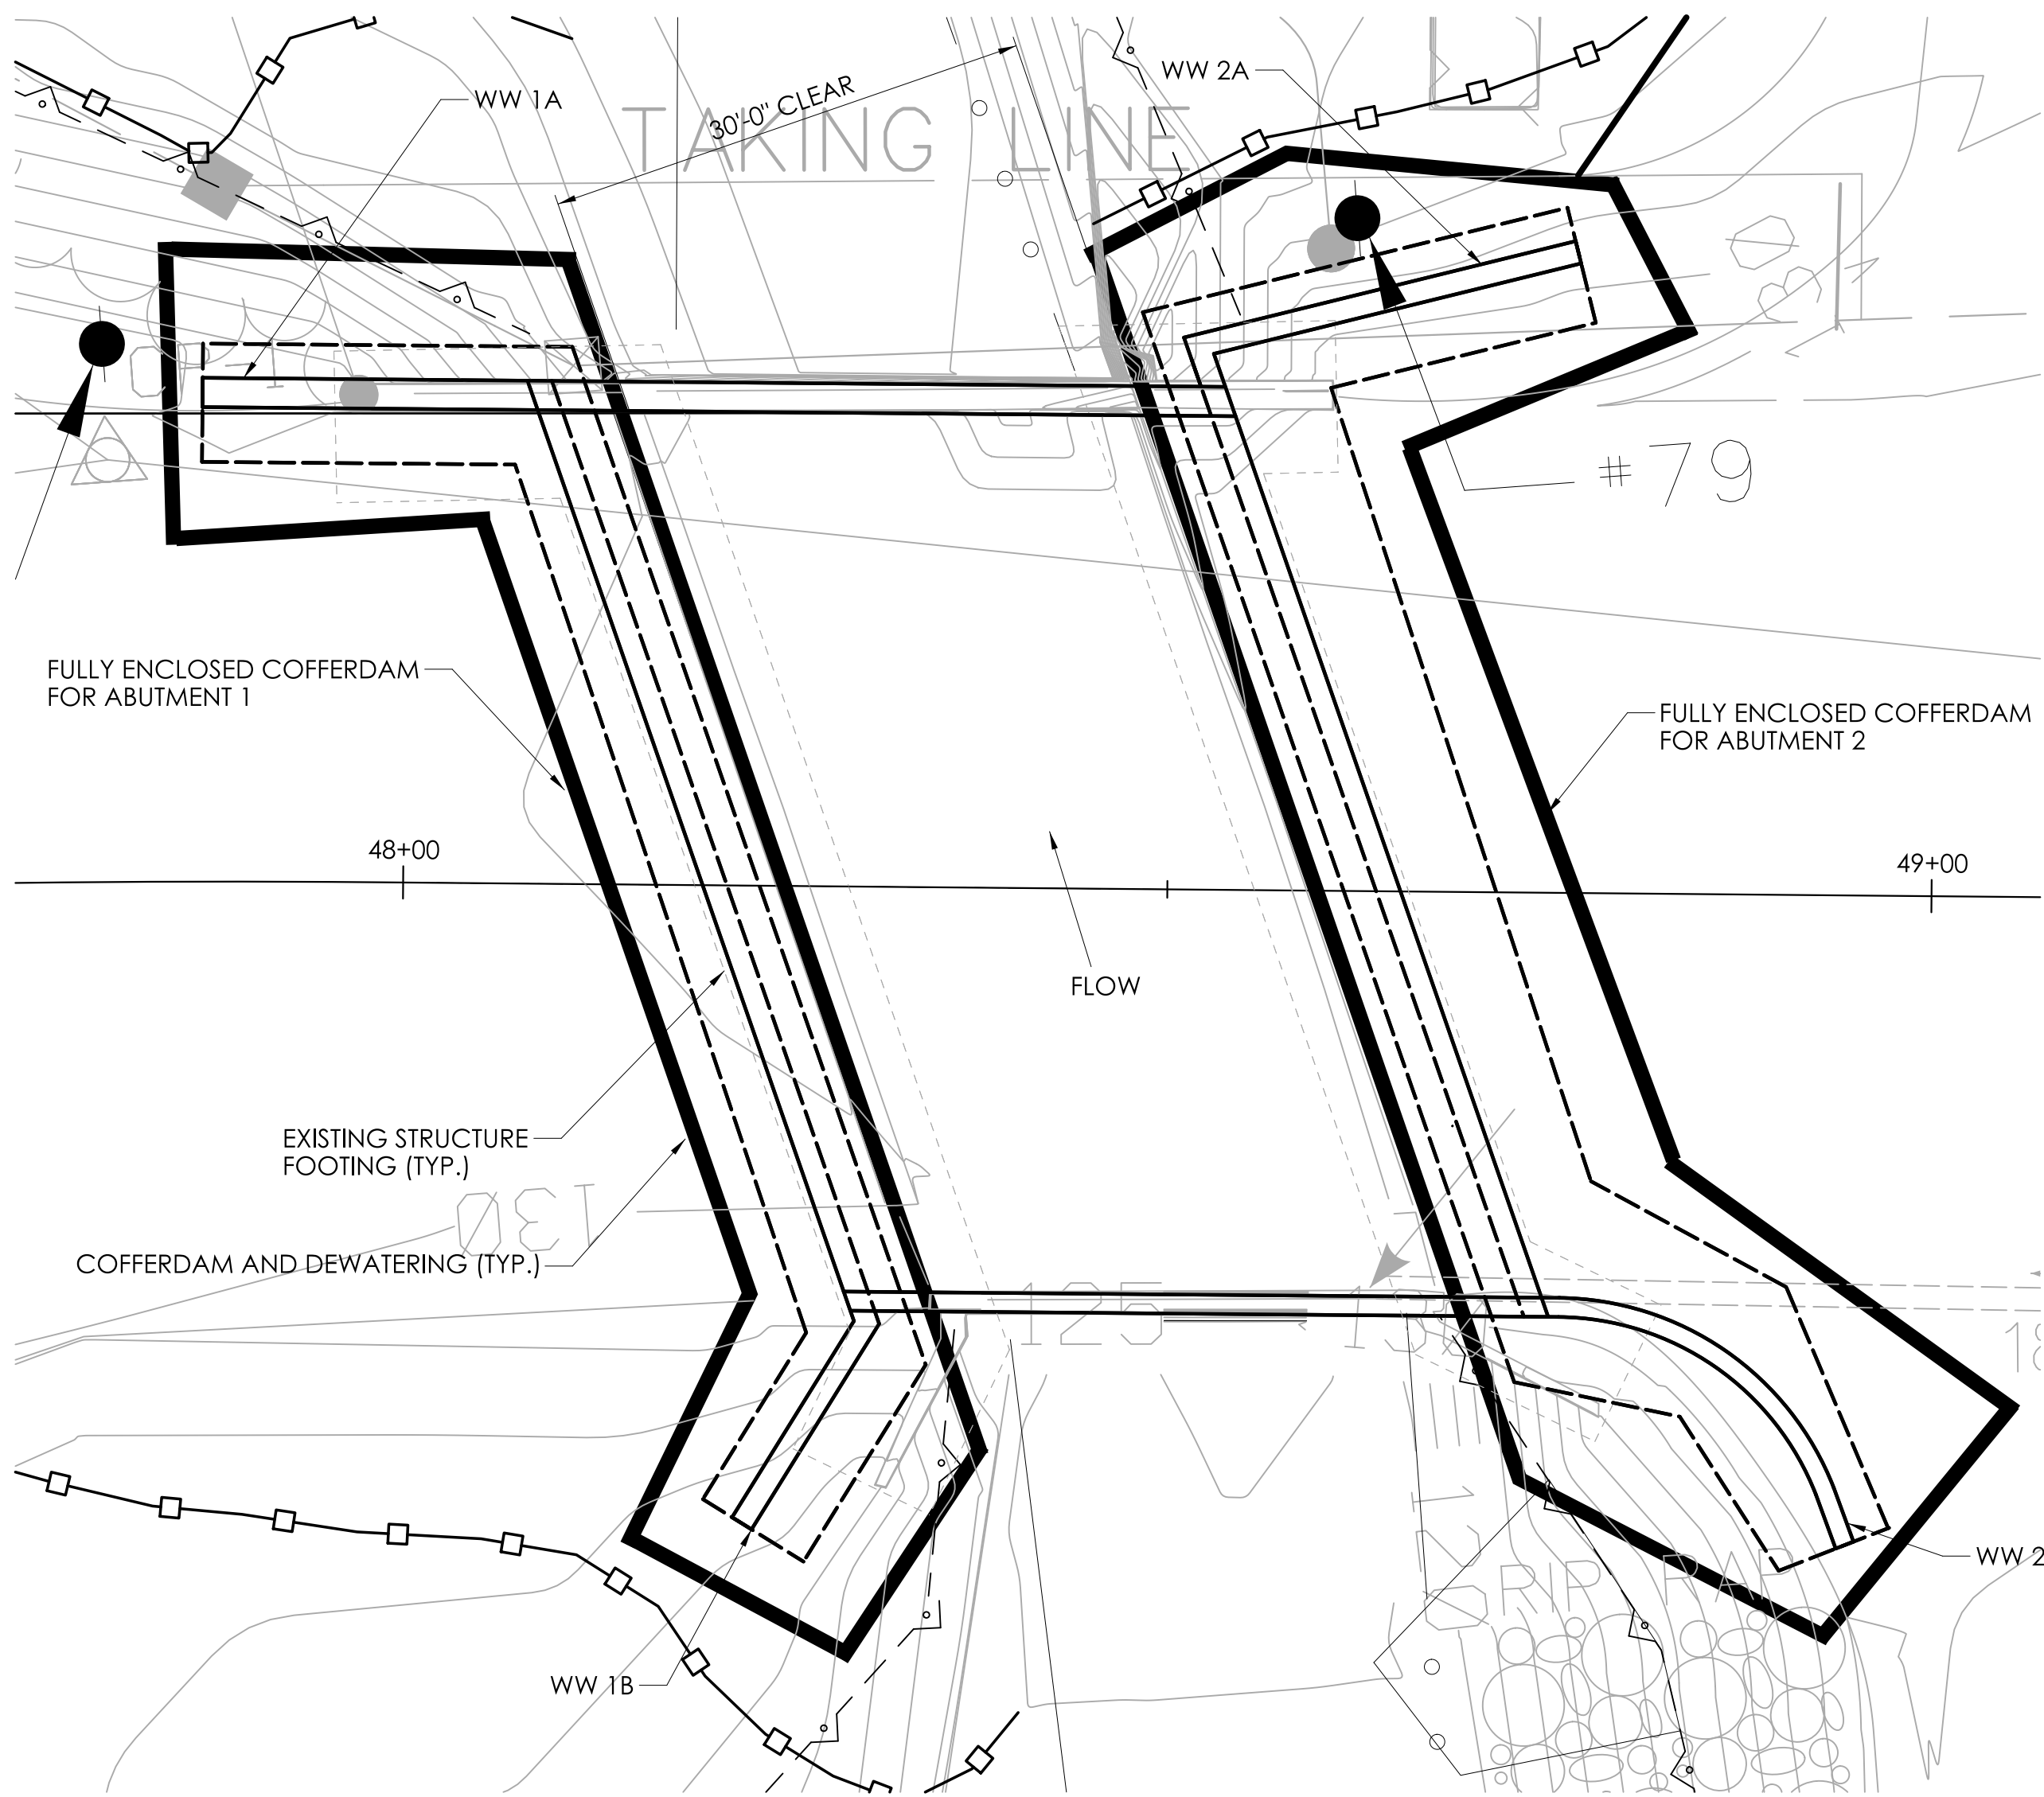 WW 1A
30'-0" CLEAR
WW 2A
TAKING LINE
#79
FULLY ENCLOSED COFFERDAM
FOR ABUTMENT 1
FULLY ENCLOSED COFFERDAM
FOR ABUTMENT 2
48+00
49+00
FLOW
EXISTING STRUCTURE
FOOTING (TYP.)
130
COFFERDAM AND DEWATERING (TYP.)
125
WW 2
RIP RAP
WW 1B